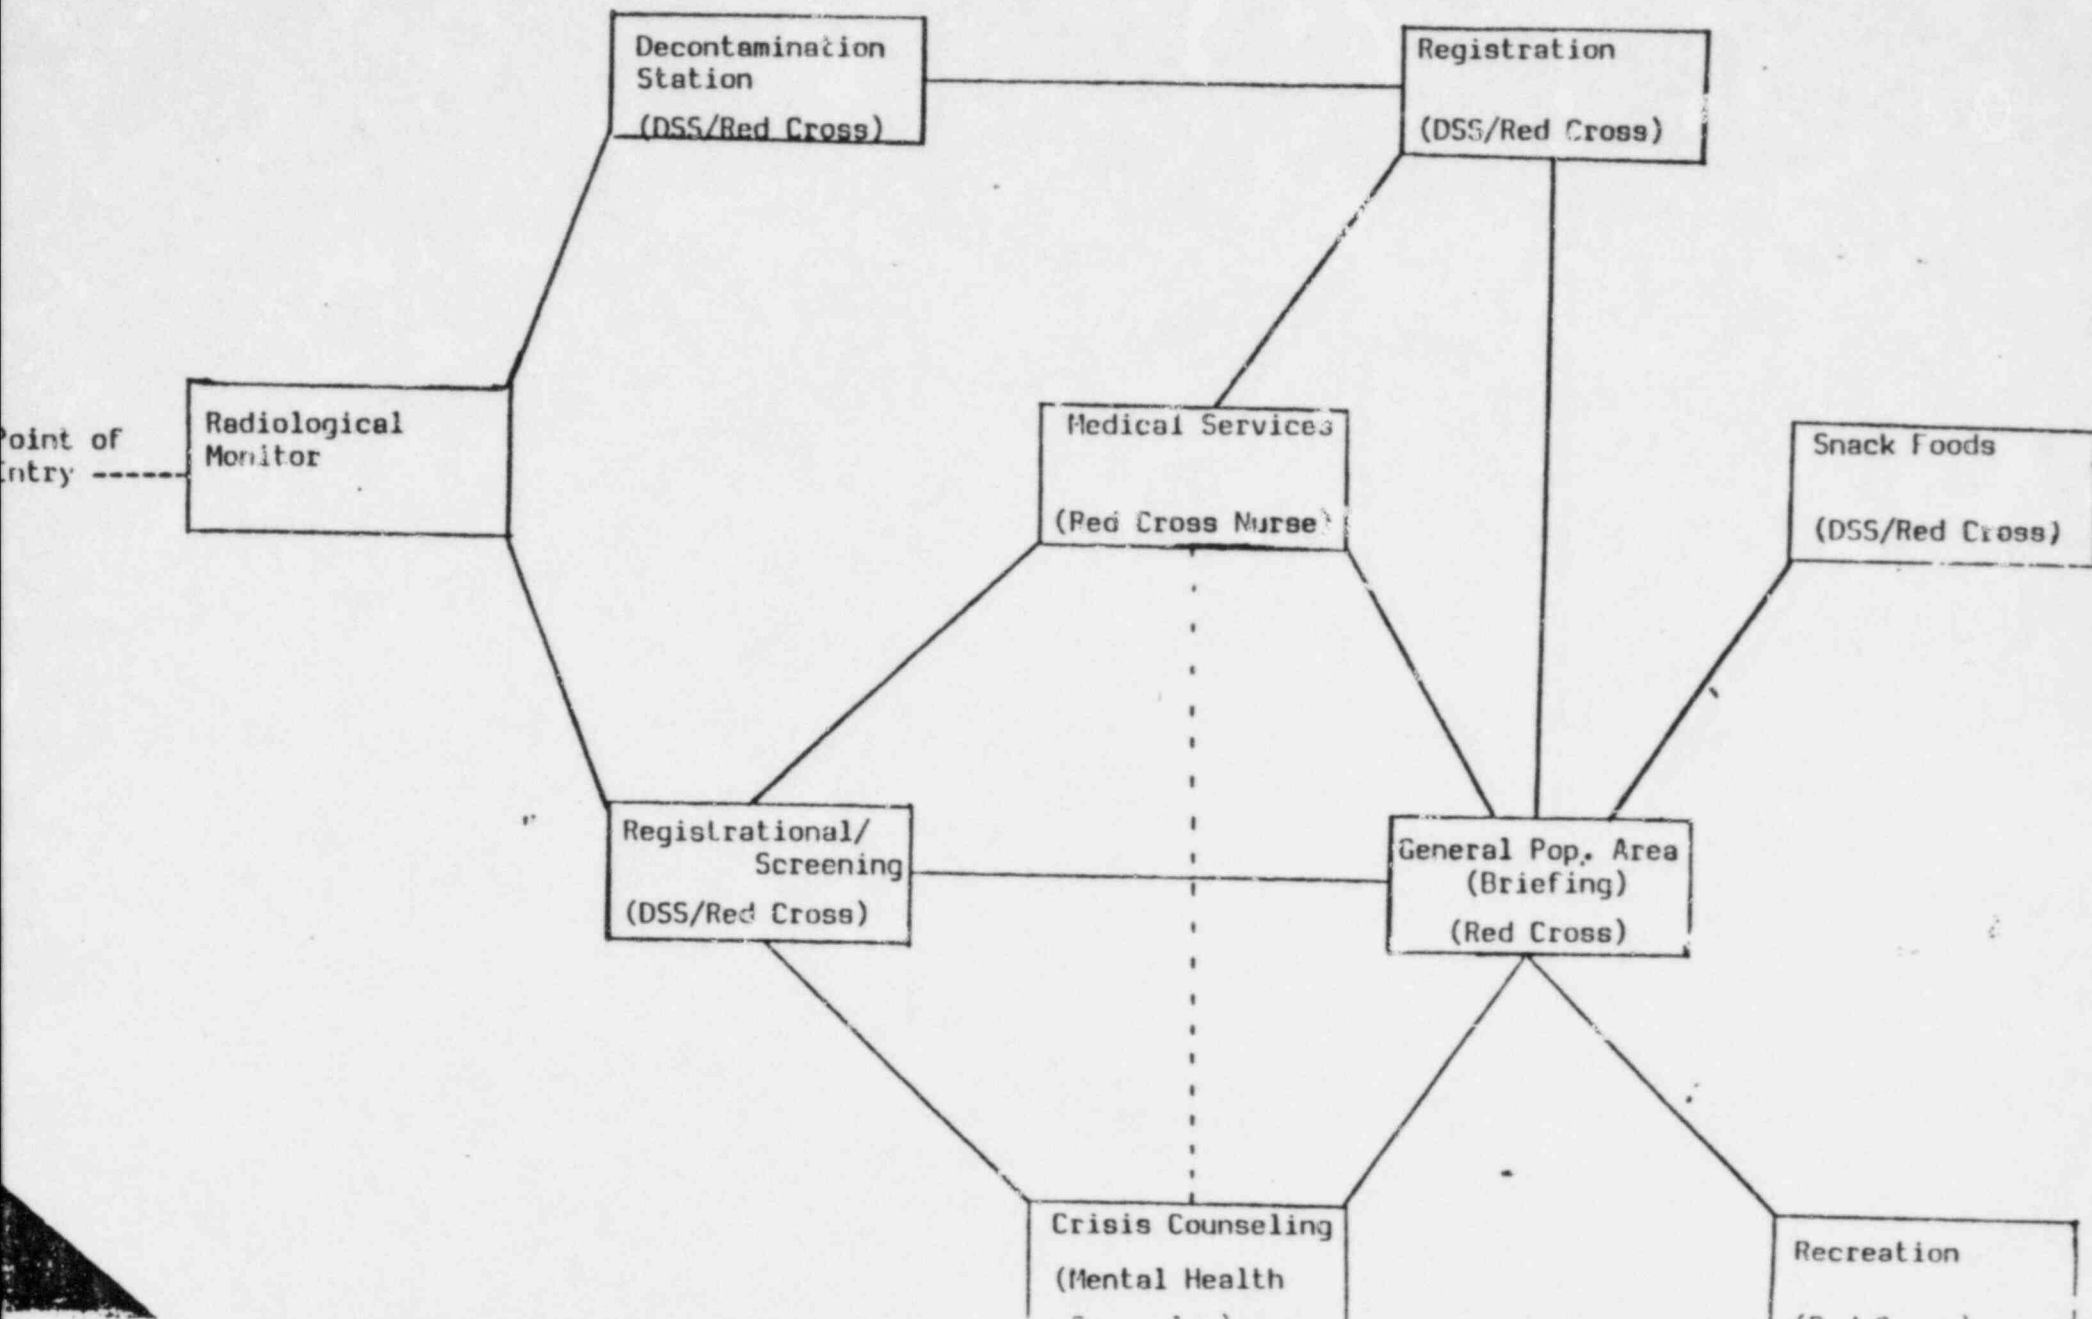 Decontamination
Station
(DSS/Red Cross)
Registration
(DSS/Red Cross)
Point of
Entry ------
Radiological
Monitor
Medical Services
(Red Cross Nurse)
Snack Foods
(DSS/Red Cross)
Registrational/
Screening
(DSS/Red Cross)
General Pop. Area
(Briefing)
(Red Cross)
Crisis Counseling
(Mental Health
Recreation